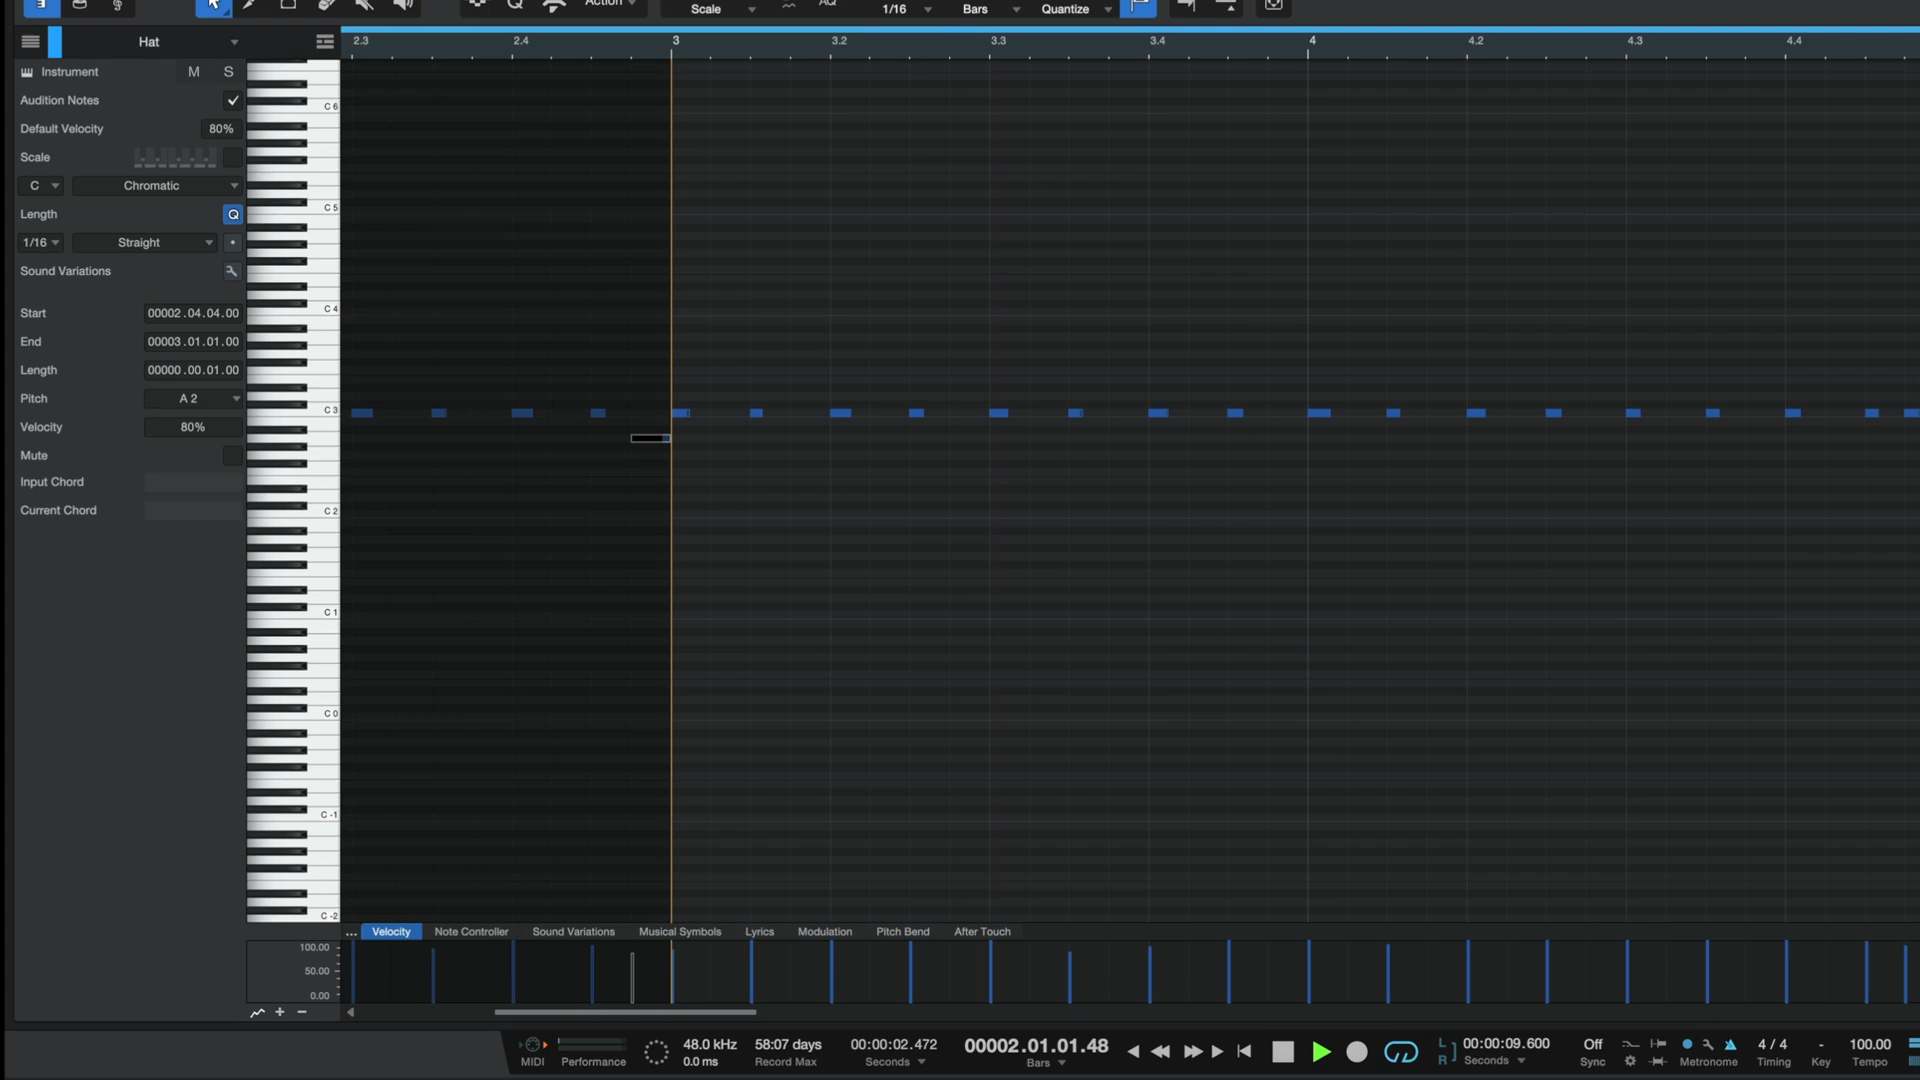 Action
Scale
AQ
1/16
Bars
Quantize
Hat
2.3
2.4
3
3.2
3.3
3.4
4
4.2
4.3
4.4
Instrument
M
S
Audition Notes
Default Velocity
80%
Scale
C
Chromatic
Length
Q
1/16
Straight
Sound Variations
Start
00002.04.04.00
End
00003.01.01.00
Length
00000.00.01.00
Pitch
A 2
Velocity
80%
Mute
Input Chord
Current Chord
C 6
C 5
C 4
C 3
C 2
C 1
C 0
C -1
C -2
... Velocity Note Controller Sound Variations Musical Symbols Lyrics Modulation Pitch Bend After Touch
100.00
50.00
0.00
MIDI
Performance
48.0 kHz
0.0 ms
58:07 days
Record Max
00:00:02.472
Seconds
00002.01.01.48
Bars
L
R
00:00:09.600
Seconds
Off
Sync
Metronome
4 / 4
Timing
-
Key
100.00
Tempo